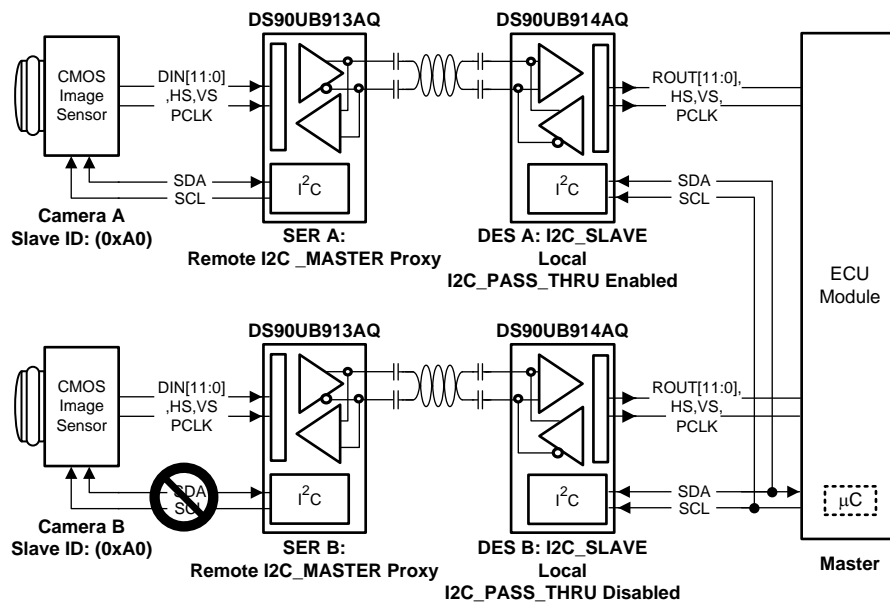 DS90UB913AQ
DS90UB914AQ
CMOS
Image
Sensor
DIN[11:0]
,HS,VS
PCLK
ROUT[11:0],
HS,VS,
PCLK
SDA
SCL
I2C
I2C
SDA
SCL
Camera A
Slave ID: (0xA0)
SER A:
Remote I2C _MASTER Proxy
DES A: I2C_SLAVE
Local
I2C_PASS_THRU Enabled
ECU
Module
DS90UB913AQ
DS90UB914AQ
CMOS
Image
Sensor
DIN[11:0]
,HS,VS
PCLK
ROUT[11:0],
HS,VS,
PCLK
SDA
SCL
I2C
I2C
SDA
SCL
μC
Camera B
Slave ID: (0xA0)
SER B:
Remote I2C_MASTER Proxy
DES B: I2C_SLAVE
Local
I2C_PASS_THRU Disabled
Master